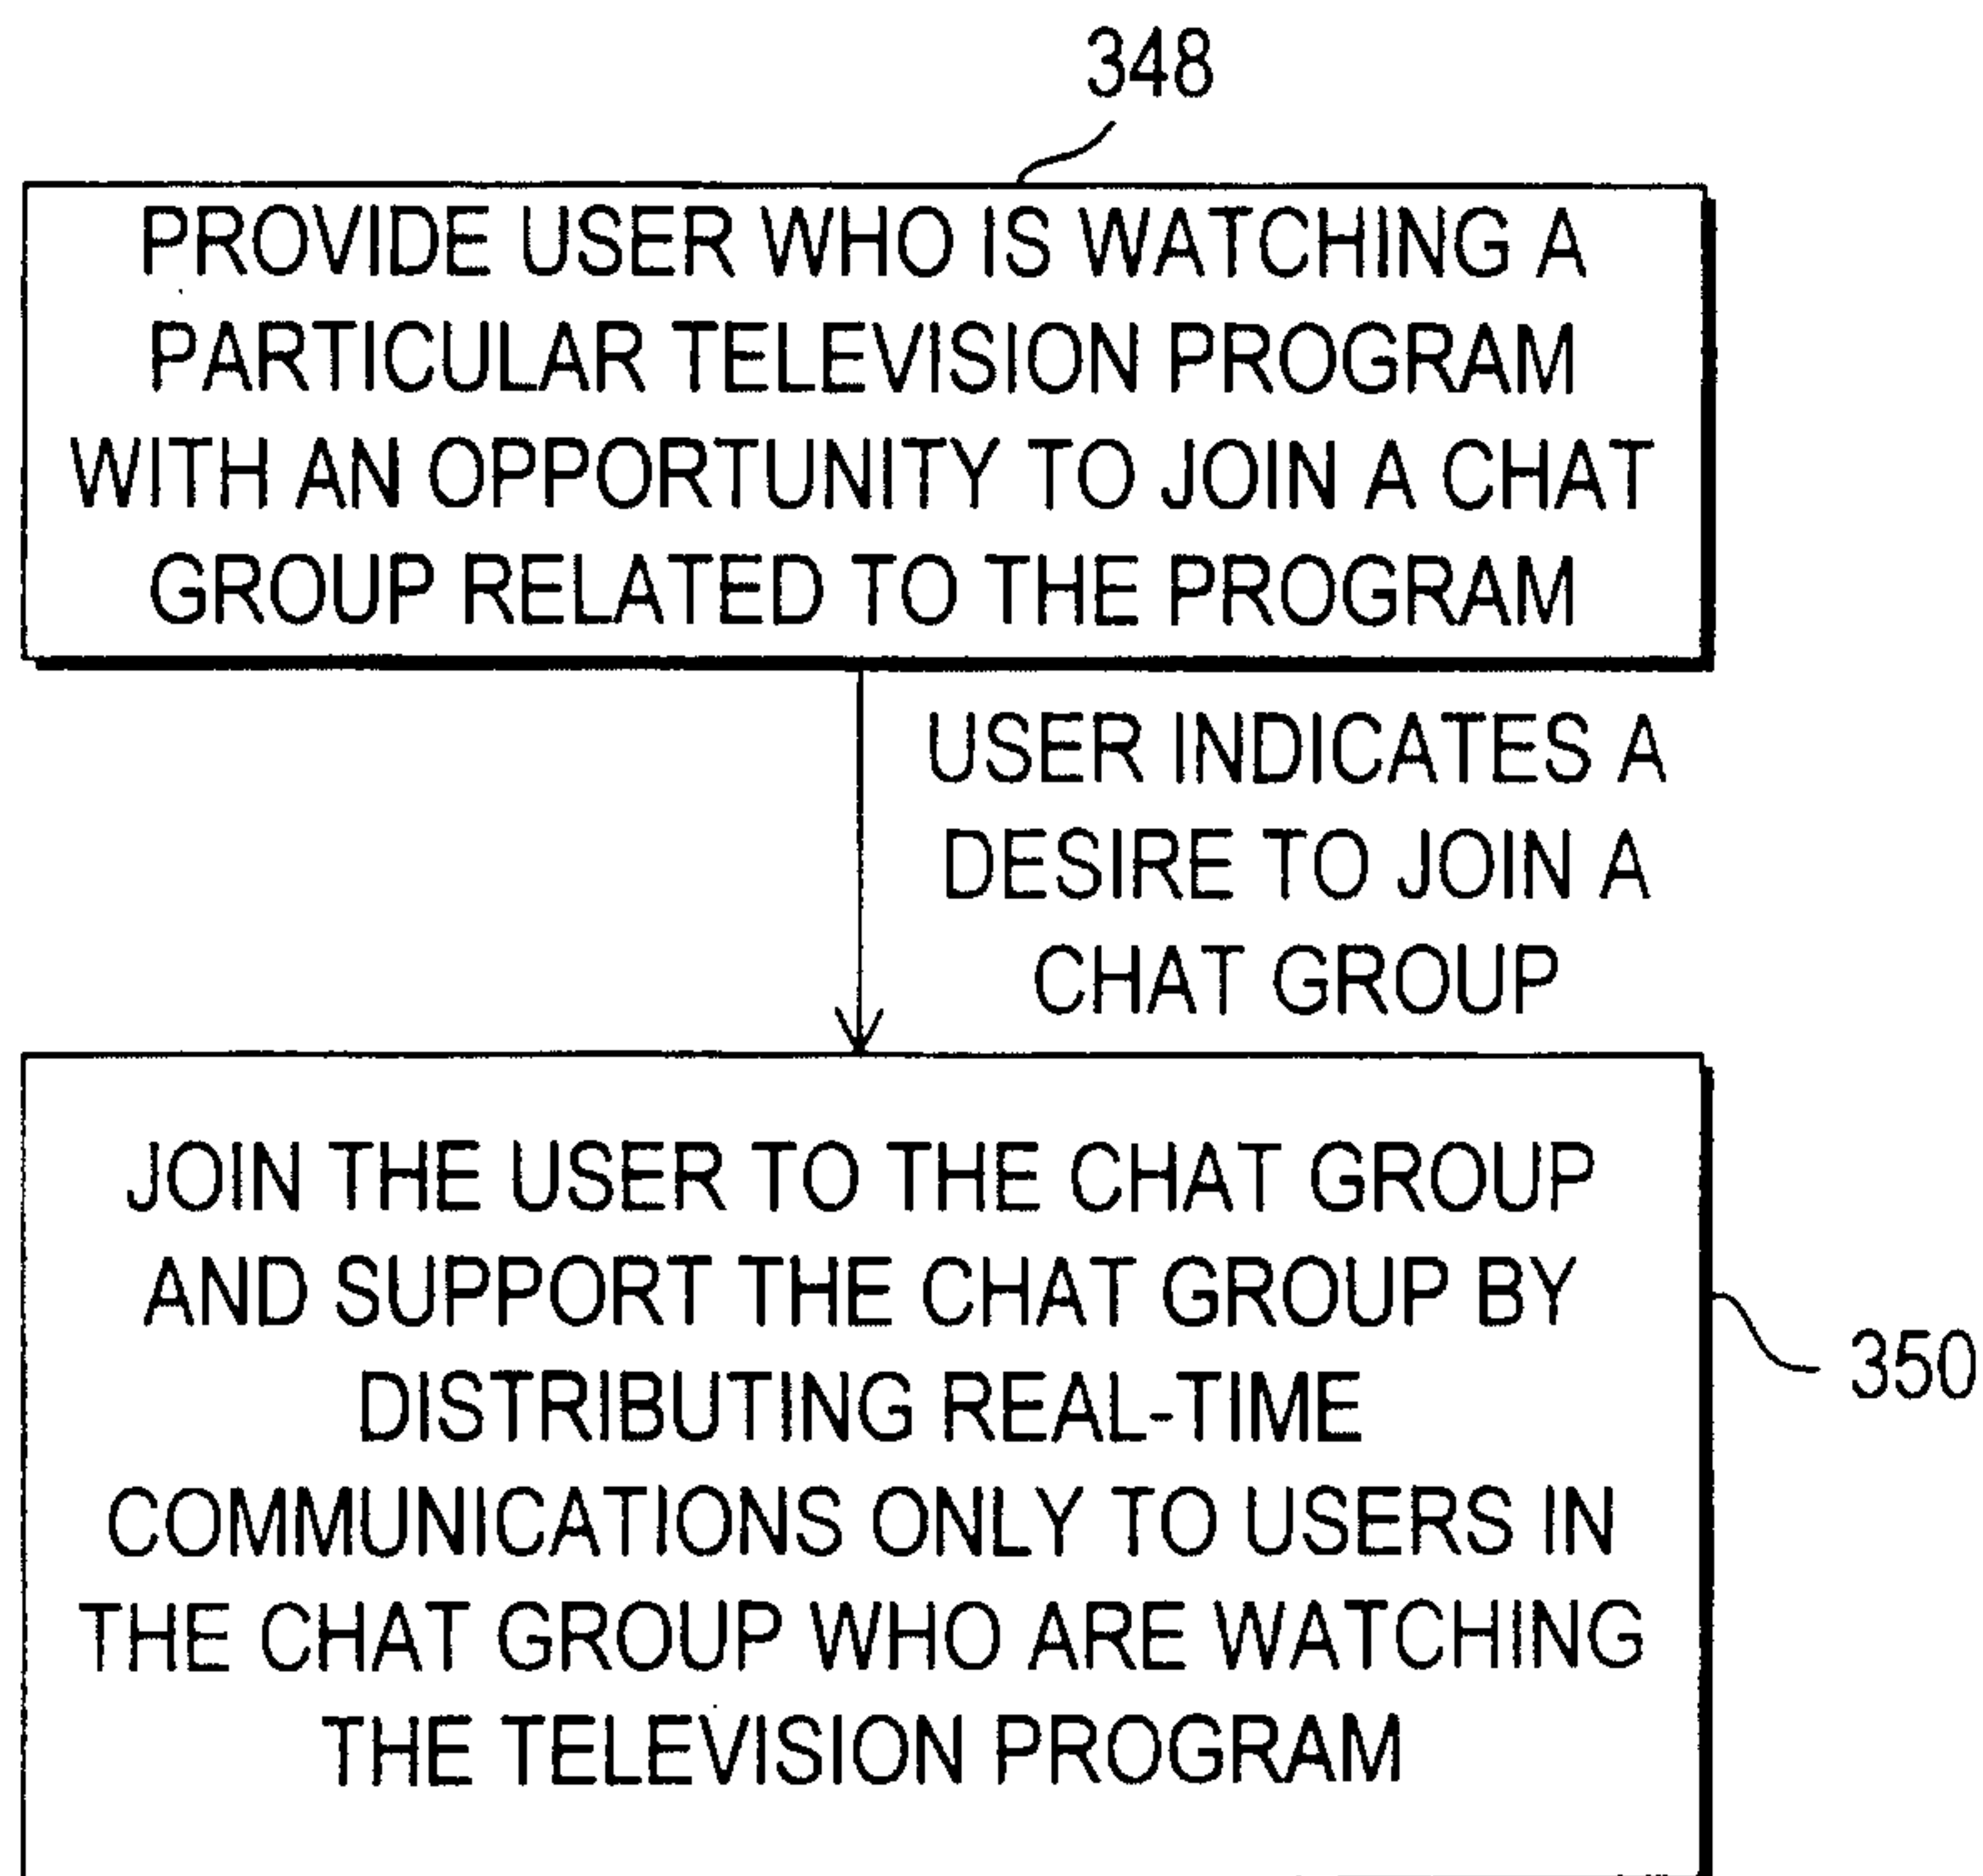 348
PROVIDE USER WHO IS WATCHING A
PARTICULAR TELEVISION PROGRAM
WITH AN OPPORTUNITY TO JOIN A CHAT
GROUP RELATED TO THE PROGRAM
USER INDICATES A
DESIRE TO JOIN A
CHAT GROUP
JOIN THE USER TO THE CHAT GROUP
AND SUPPORT THE CHAT GROUP BY
DISTRIBUTING REAL-TIME
COMMUNICATIONS ONLY TO USERS IN
THE CHAT GROUP WHO ARE WATCHING
THE TELEVISION PROGRAM
350